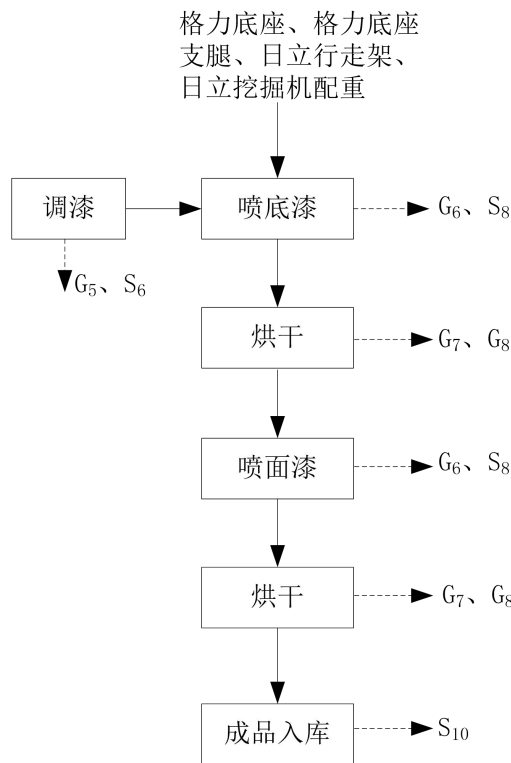 格力底座、格力底座
支腿、日立行走架、
日立挖掘机配重
调漆
喷底漆
G₆、S₈
G₅、S₆
烘干
G₇、G₈
喷面漆
G₆、S₈
烘干
G₇、G₈
成品入库
S₁₀